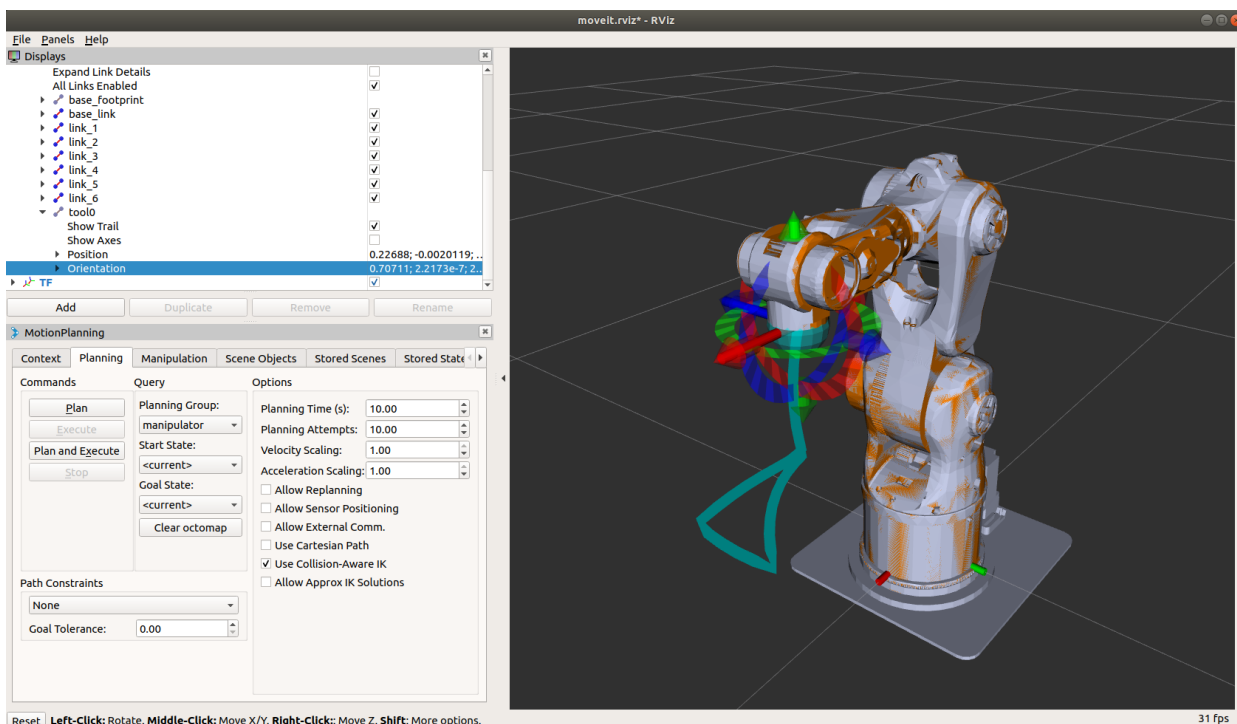 moveit.rviz* - RViz
File Panels Help
Displays
Expand Link Details
All Links Enabled
base_footprint
base_link
link_1
link_2
link_3
link_4
link_5
link_6
tool0
Show Trail
Show Axes
Position 0.22688; -0.0020119; ..
Orientation 0.70711; 2.2173e-7; 2..
TF
Add Duplicate Remove Rename
MotionPlanning
Context Planning Manipulation Scene Objects Stored Scenes Stored State
Commands Query Options
Plan
Execute
Plan and Execute
Stop
Planning Group:
manipulator
Start State:
<current>
Goal State:
<current>
Clear octomap
Planning Time (s): 10.00
Planning Attempts: 10.00
Velocity Scaling: 1.00
Acceleration Scaling: 1.00
Allow Replanning
Allow Sensor Positioning
Allow External Comm.
Use Cartesian Path
Use Collision-Aware IK
Allow Approx IK Solutions
Path Constraints
None
Goal Tolerance: 0.00
Reset Left-Click: Rotate. Middle-Click: Move X/Y. Right-Click:: Move Z. Shift: More options. 31 fps